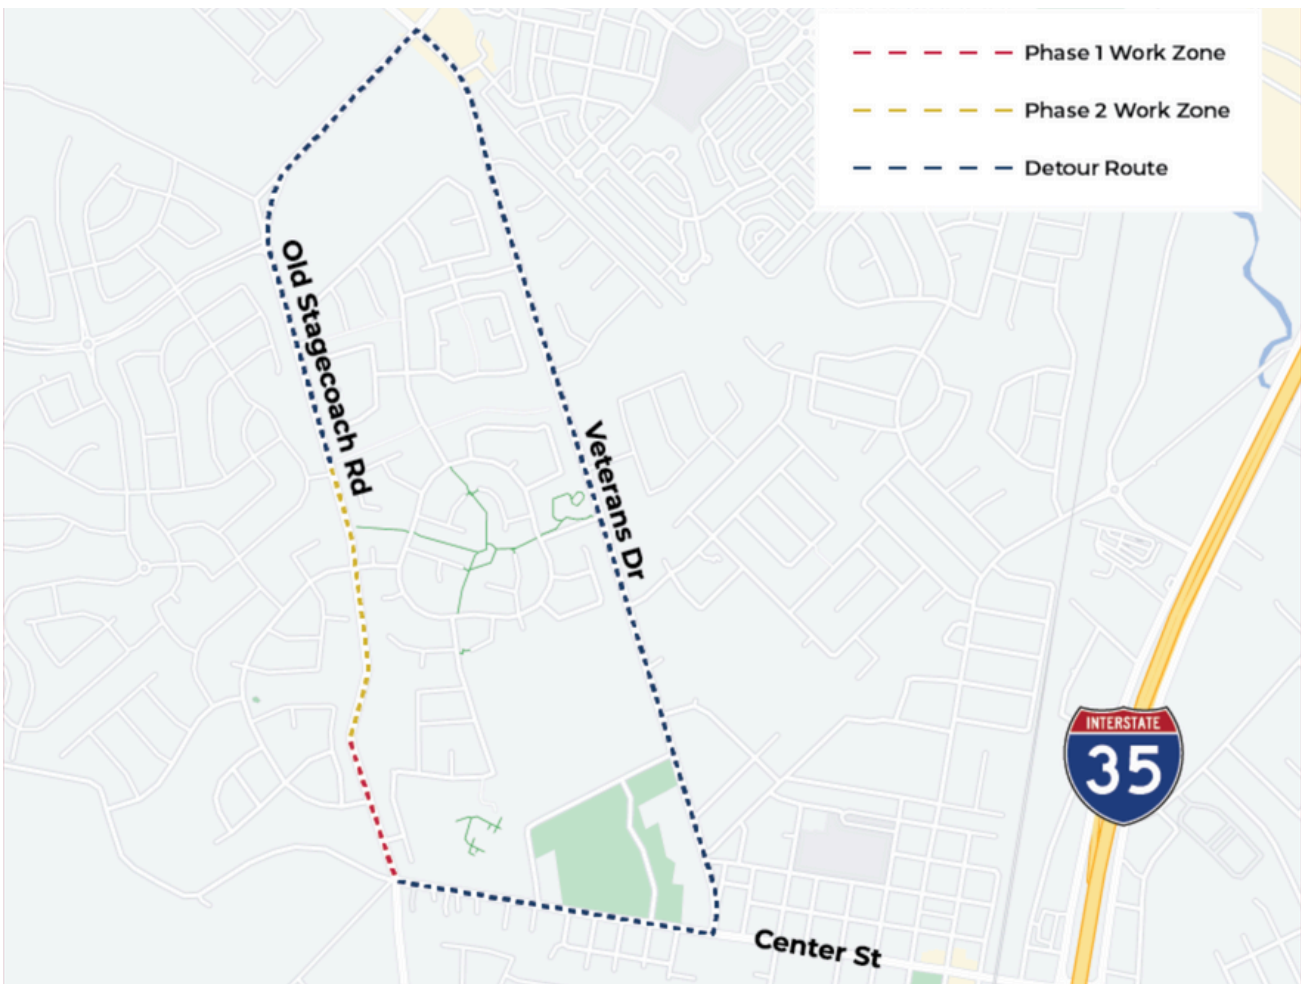 Phase 1 Work Zone
Phase 2 Work Zone
Detour Route
Old Stagecoach Rd
Veterans Dr
INTERSTATE
35
Center St